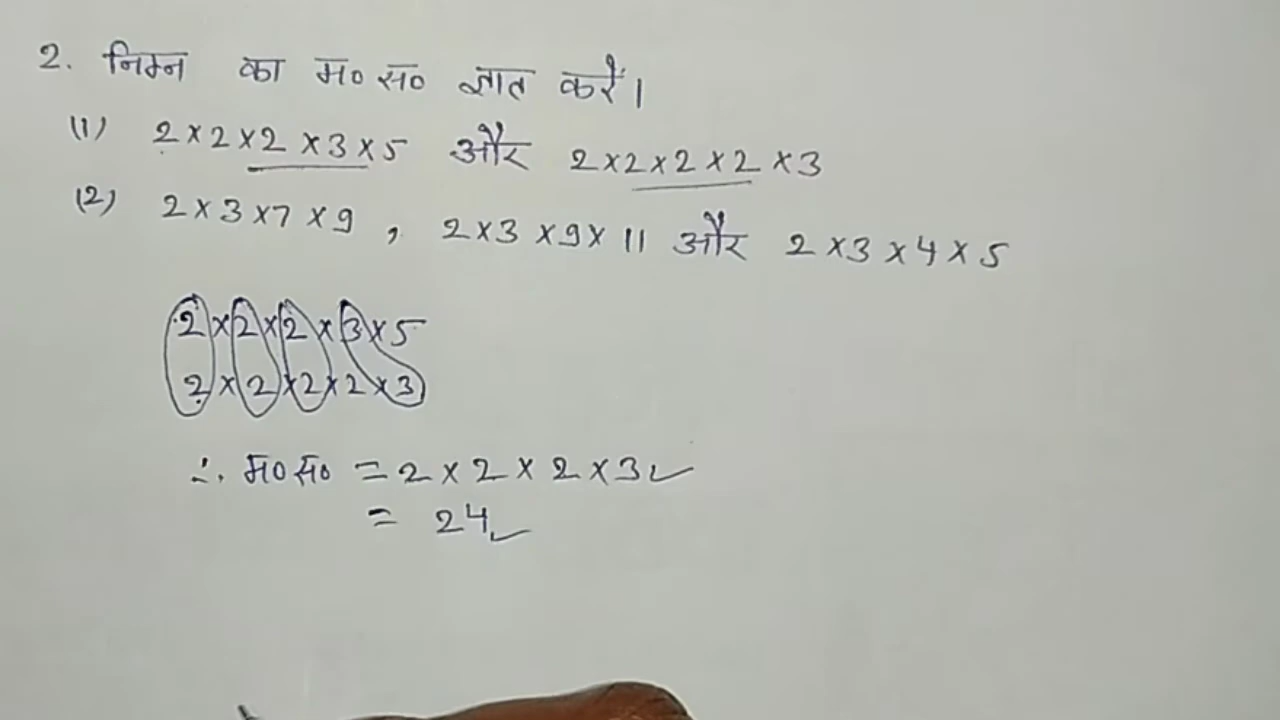 2. निम्न का म० स० ज्ञात करें।
(1) 2×2×2×3×5 और 2×2×2×2×3
(2) 2×3×7×9, 2×3×9×11 और 2×3×4×5
2×2×2×3×5
2×2×2×2×3
∴ म० स० = 2×2×2×3
= 24